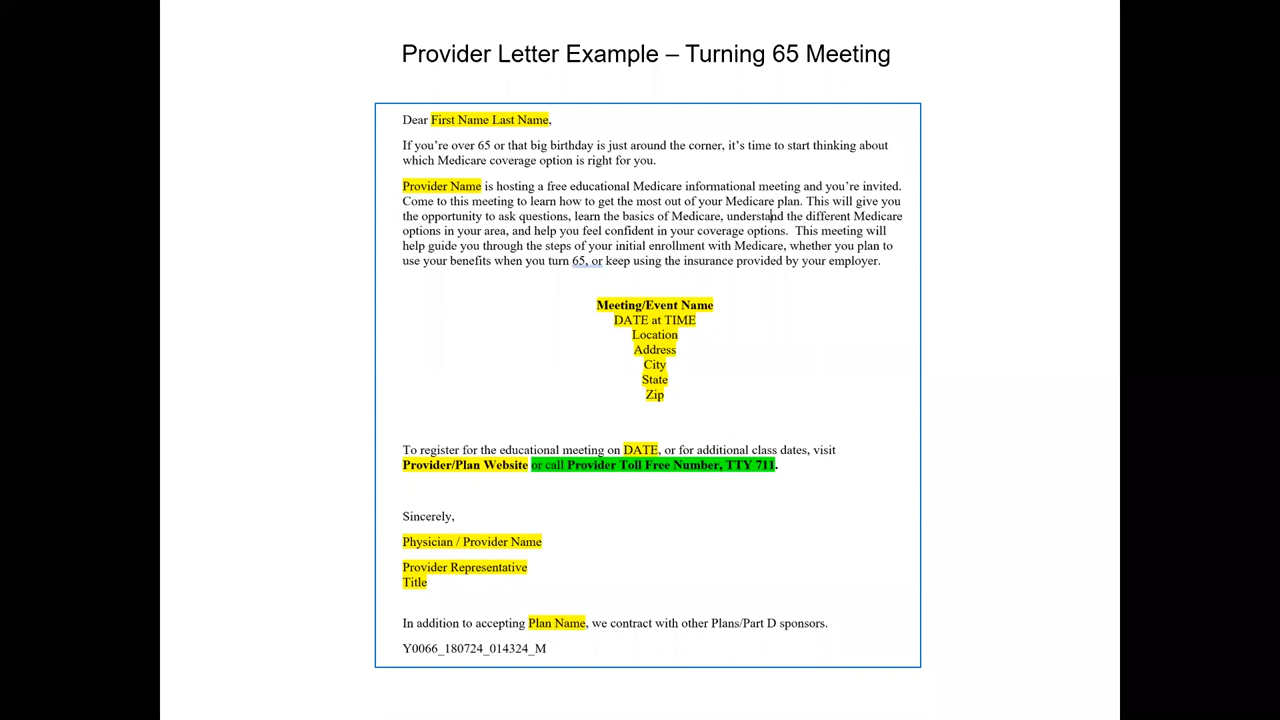 Provider Letter Example – Turning 65 Meeting
Dear First Name Last Name,
If you're over 65 or that big birthday is just around the corner, it's time to start thinking about
which Medicare coverage option is right for you.
Provider Name is hosting a free educational Medicare informational meeting and you're invited.
Come to this meeting to learn how to get the most out of your Medicare plan. This will give you
the opportunity to ask questions, learn the basics of Medicare, understand the different Medicare
options in your area, and help you feel confident in your coverage options.  This meeting will
help guide you through the steps of your initial enrollment with Medicare, whether you plan to
use your benefits when you turn 65, or keep using the insurance provided by your employer.
Meeting/Event Name
DATE at TIME
Location
Address
City
State
Zip
To register for the educational meeting on DATE, or for additional class dates, visit
Provider/Plan Website or call Provider Toll Free Number, TTY 711.
Sincerely,
Physician / Provider Name
Provider Representative
Title
In addition to accepting Plan Name, we contract with other Plans/Part D sponsors.
Y0066_180724_014324_M